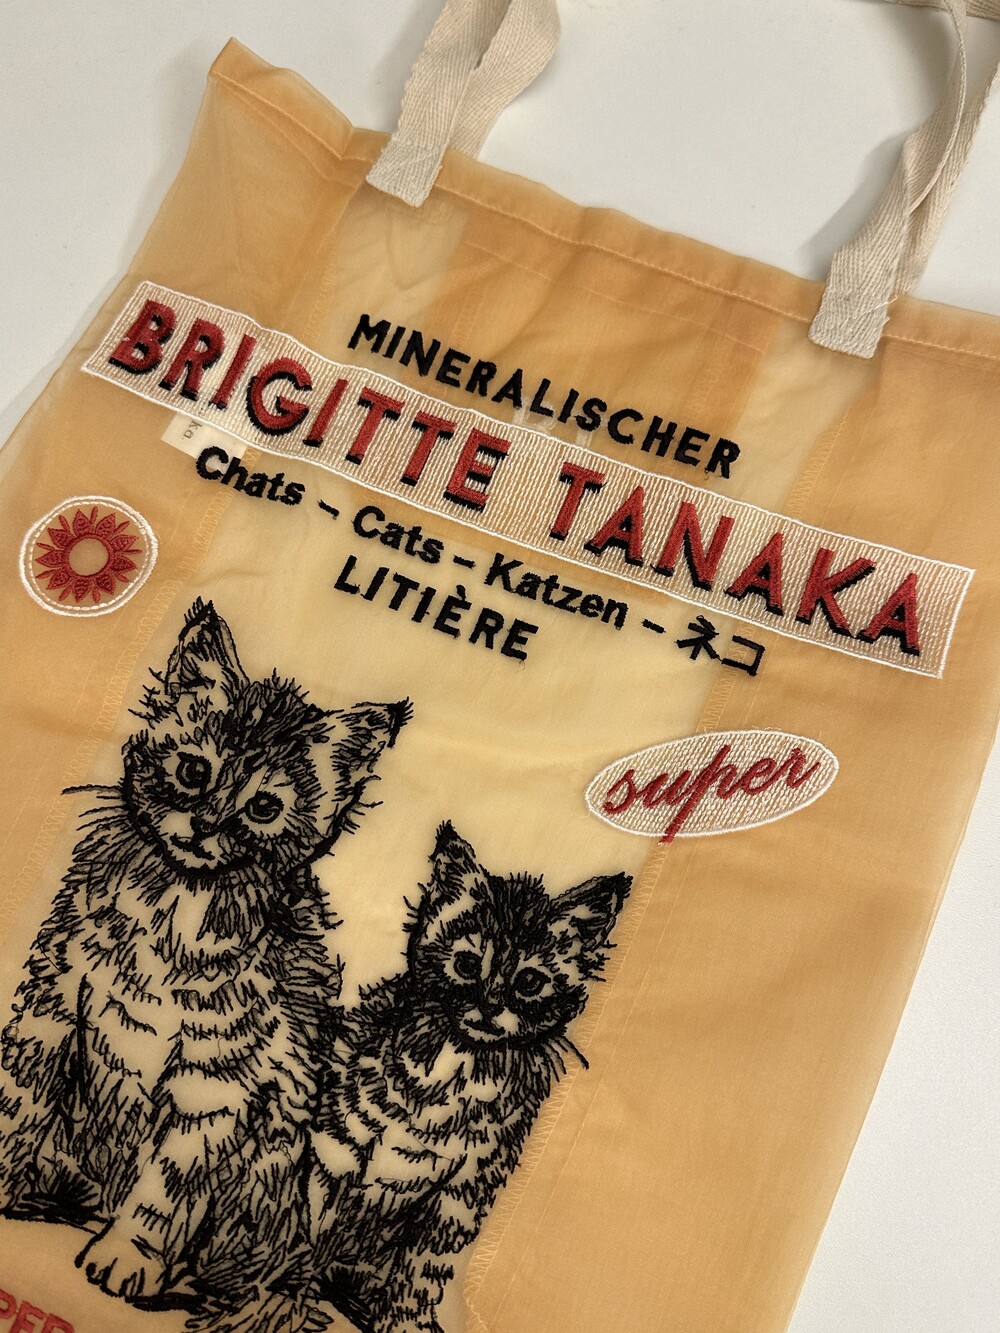 MINERALISCHER
BRIGITTE TANAKA
Chats - Cats - Katzen - ネコ
LITIÈRE
super